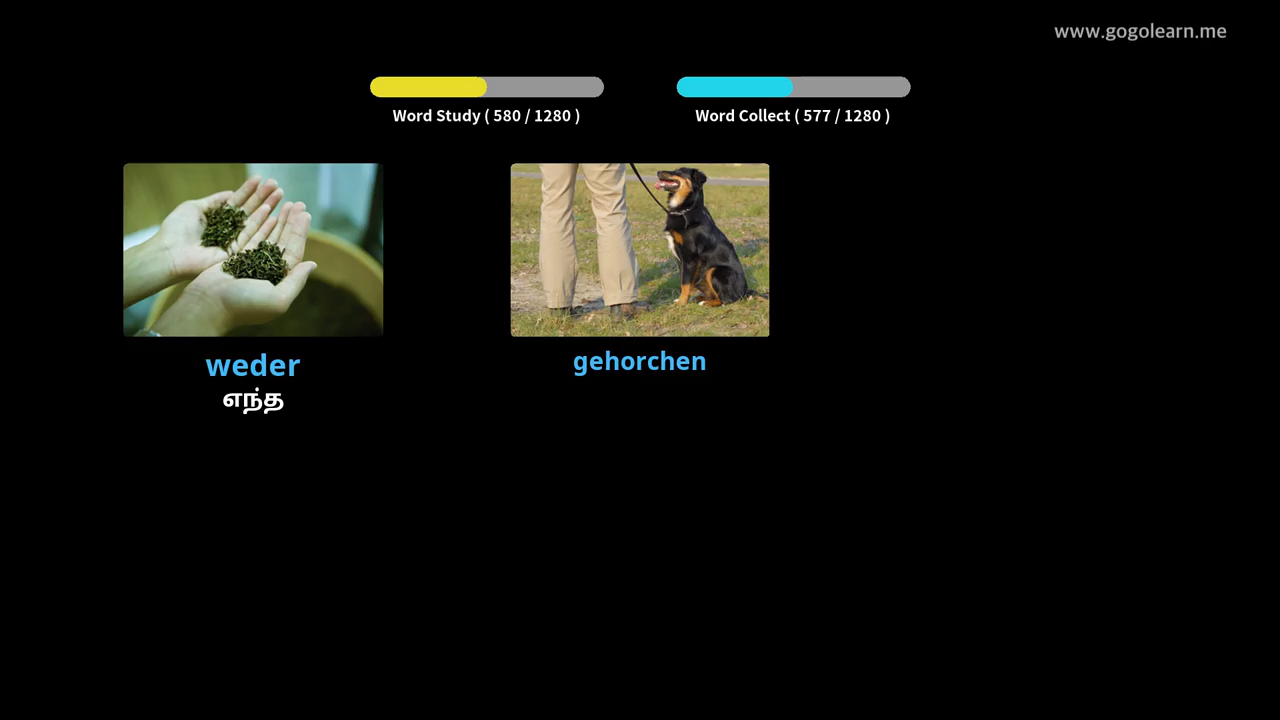 www.gogolearn.me
Word Study ( 580 / 1280 )
Word Collect ( 577 / 1280 )
weder
எந்த
gehorchen